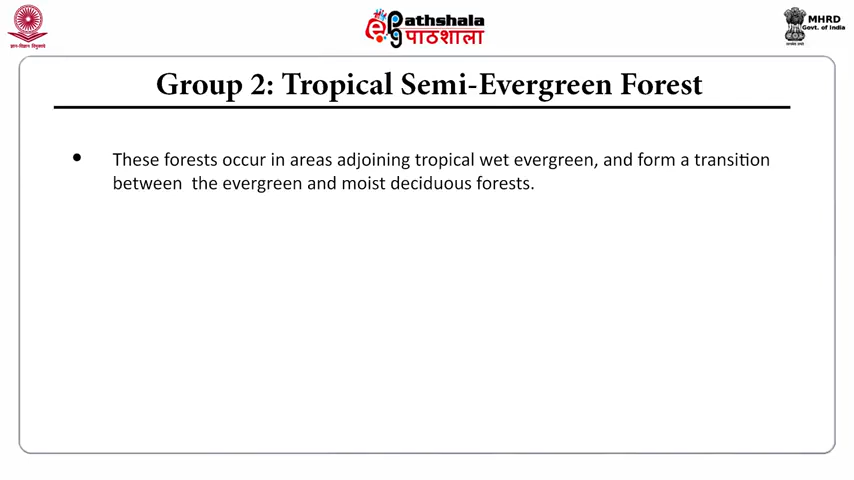 Pathshala
पाठशाला
MHRD
Govt. of India
Group 2: Tropical Semi-Evergreen Forest
• These forests occur in areas adjoining tropical wet evergreen, and form a transition
between the evergreen and moist deciduous forests.